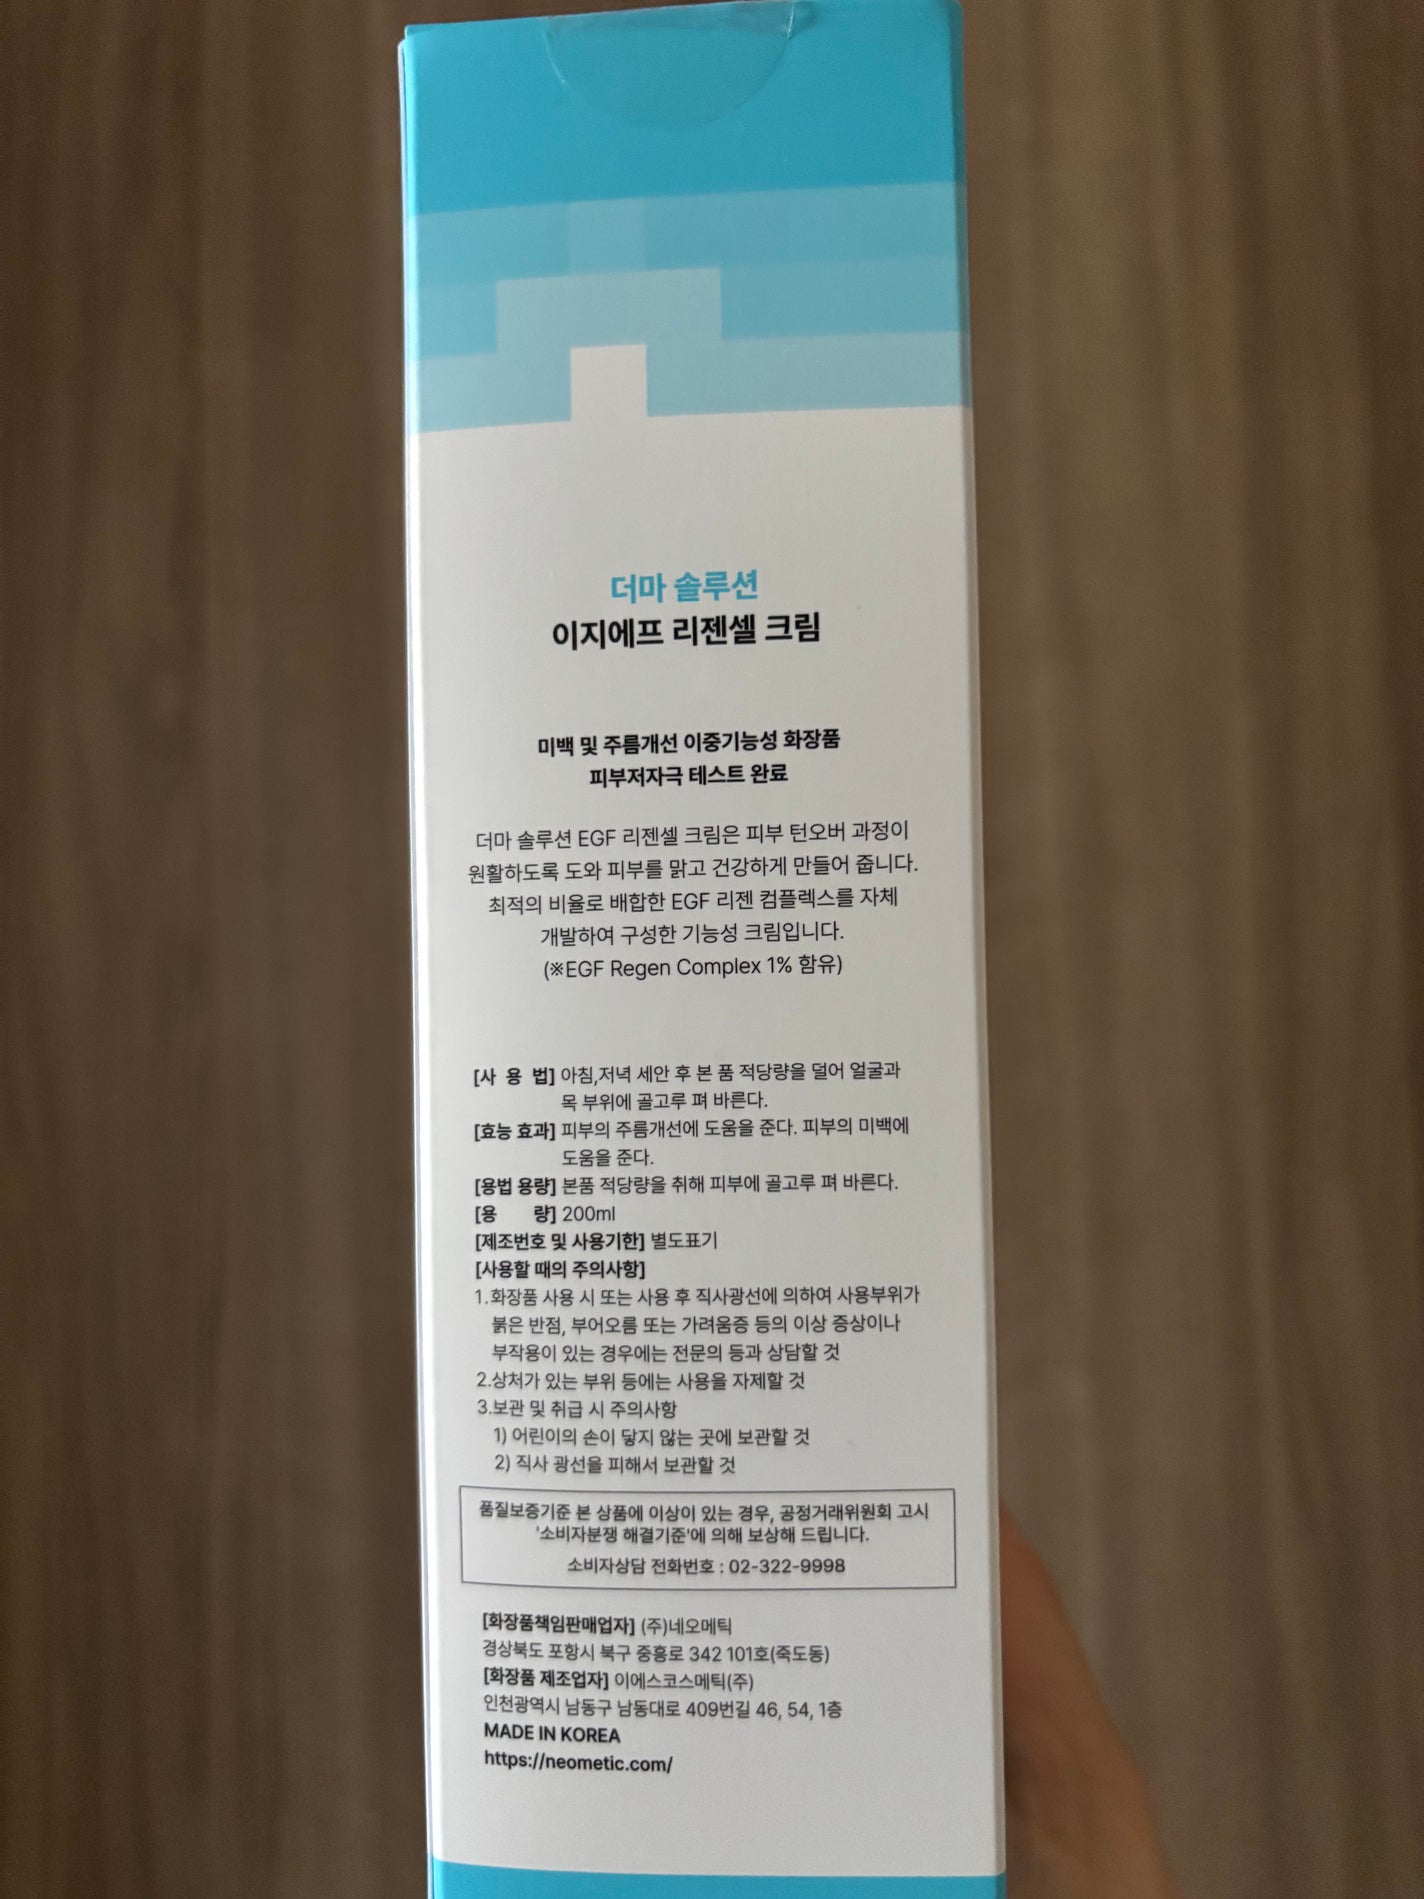 더마 솔루션
이지에프 리젠셀 크림
미백 및 주름개선 이중기능성 화장품
피부저자극 테스트 완료
더마 솔루션 EGF 리젠셀 크림은 피부 턴오버 과정이
원활하도록 도와 피부를 맑고 건강하게 만들어 줍니다.
최적의 비율로 배합한 EGF 리젠 컴플렉스를 자체
개발하여 구성한 기능성 크림입니다.
(※EGF Regen Complex 1% 함유)
[사 용 법] 아침,저녁 세안 후 본 품 적당량을 덜어 얼굴과
목 부위에 골고루 펴 바른다.
[효능 효과] 피부의 주름개선에 도움을 준다. 피부의 미백에
도움을 준다.
[용법 용량] 본품 적당량을 취해 피부에 골고루 펴 바른다.
[용 량] 200ml
[제조번호 및 사용기한] 별도표기
[사용할 때의 주의사항]
1.화장품 사용 시 또는 사용 후 직사광선에 의하여 사용부위가
붉은 반점, 부어오름 또는 가려움증 등의 이상 증상이나
부작용이 있는 경우에는 전문의 등과 상담할 것
2.상처가 있는 부위 등에는 사용을 자제할 것
3.보관 및 취급 시 주의사항
1) 어린이의 손이 닿지 않는 곳에 보관할 것
2) 직사 광선을 피해서 보관할 것
품질보증기준 본 상품에 이상이 있는 경우, 공정거래위원회 고시
'소비자분쟁 해결기준'에 의해 보상해 드립니다.
소비자상담 전화번호 : 02-322-9998
[화장품책임판매업자] (주)네오메틱
경상북도 포항시 북구 중흥로 342 101호(죽도동)
[화장품 제조업자] 이에스코스메틱(주)
인천광역시 남동구 남동대로 409번길 46, 54, 1층
MADE IN KOREA
https://neometic.com/